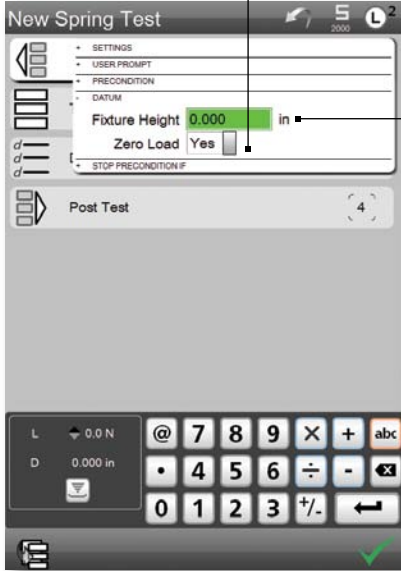 New Spring Test S 2000 L 2
+ SETTINGS
+ USER PROMPT
+ PRECONDITION
- DATUM
Fixture Height 0.000 in
Zero Load Yes
+ STOP PRECONDITION IF
d
d
d
Post Test 4
L 0.0 N
D 0.000 in
@ 7 8 9 × + abc
• 4 5 6 ÷ -
0 1 2 3 +/-